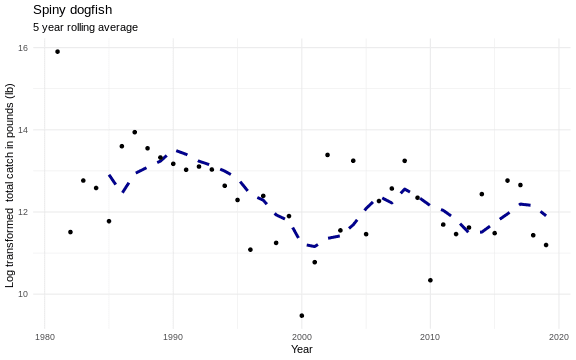 Spiny dogfish
5 year rolling average
Log transformed  total catch in pounds (lb)
16
14
12
10
1980
1990
2000
2010
2020
Year